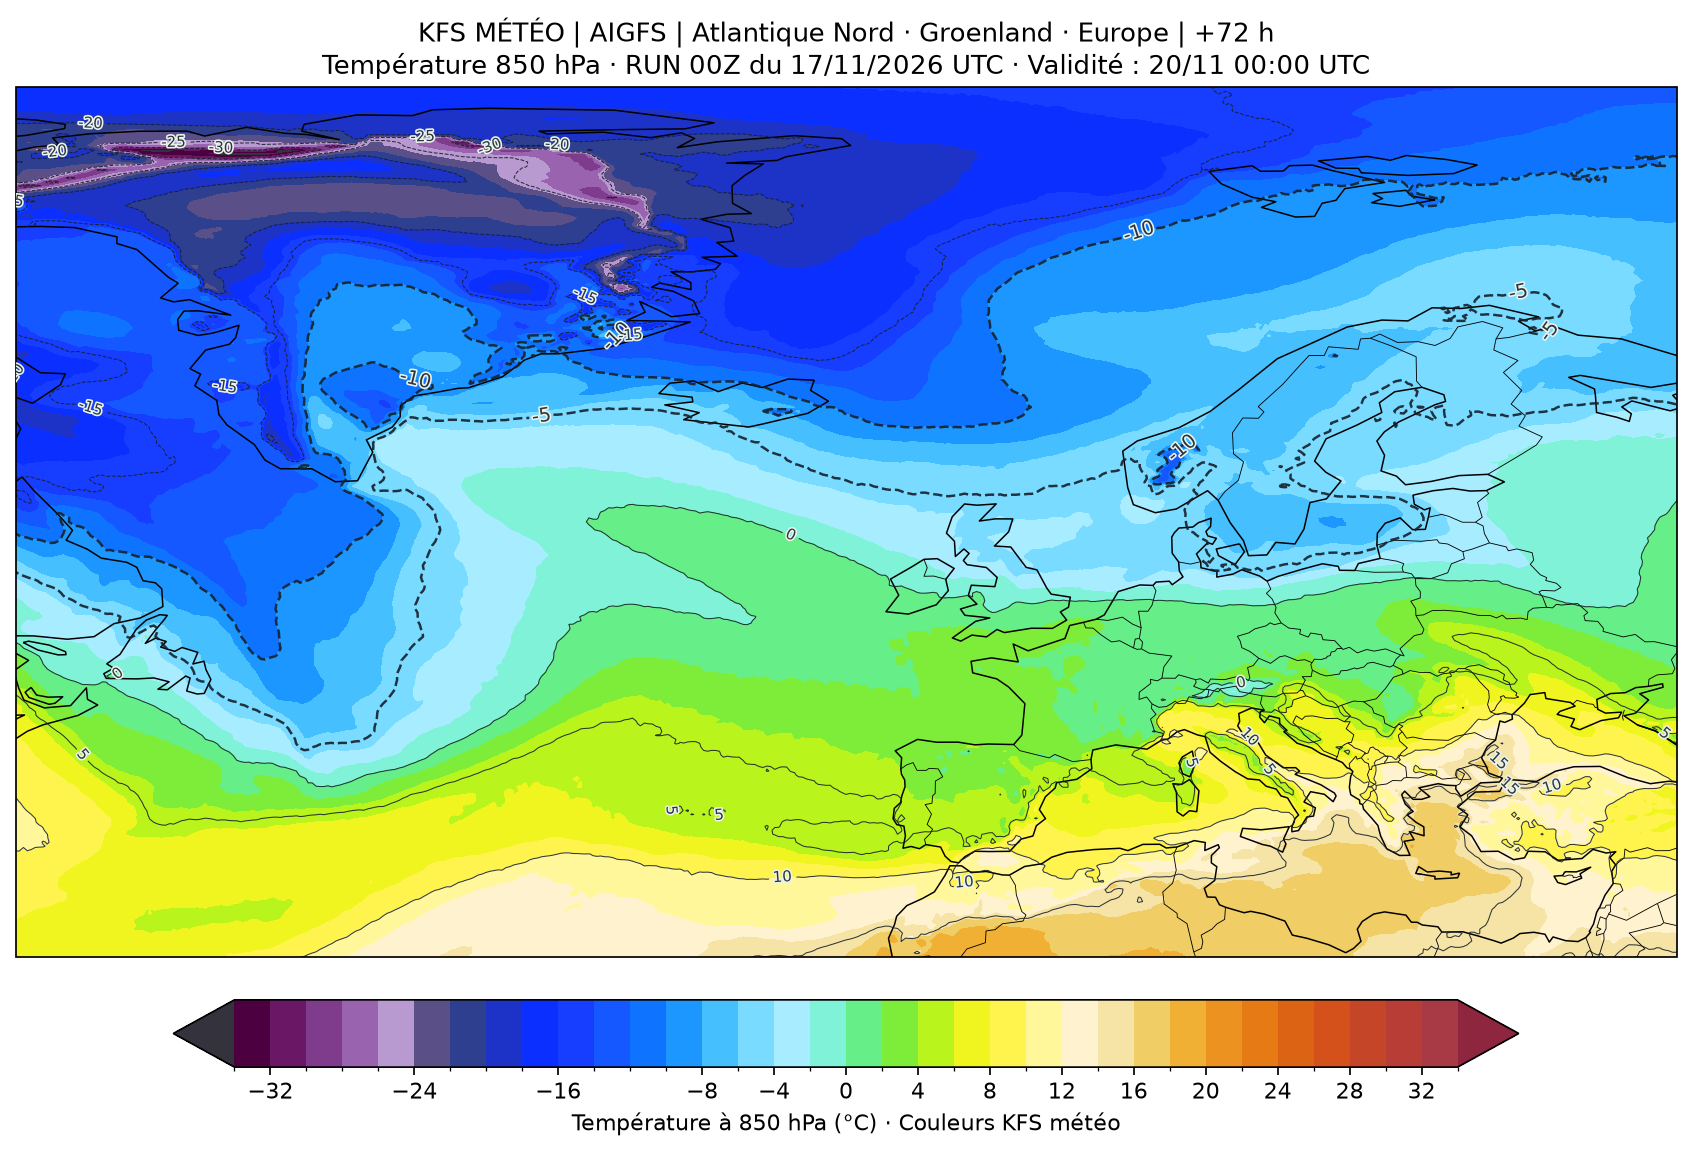 KFS MÉTÉO | AIGFS | Atlantique Nord · Groenland · Europe | +72 h
Température 850 hPa · RUN 00Z du 17/11/2026 UTC · Validité : 20/11 00:00 UTC
-20 -25 -30 -25 -30 -20
-20
-10
-15 -5
-10 -15 -5
-15 -10
-15 -5
-10
0
0 0
5 10 -5
5 5 15
5 5 15 10
10 10
−32 −24 −16 −8 −4 0 4 8 12 16 20 24 28 32
Température à 850 hPa (°C) · Couleurs KFS météo